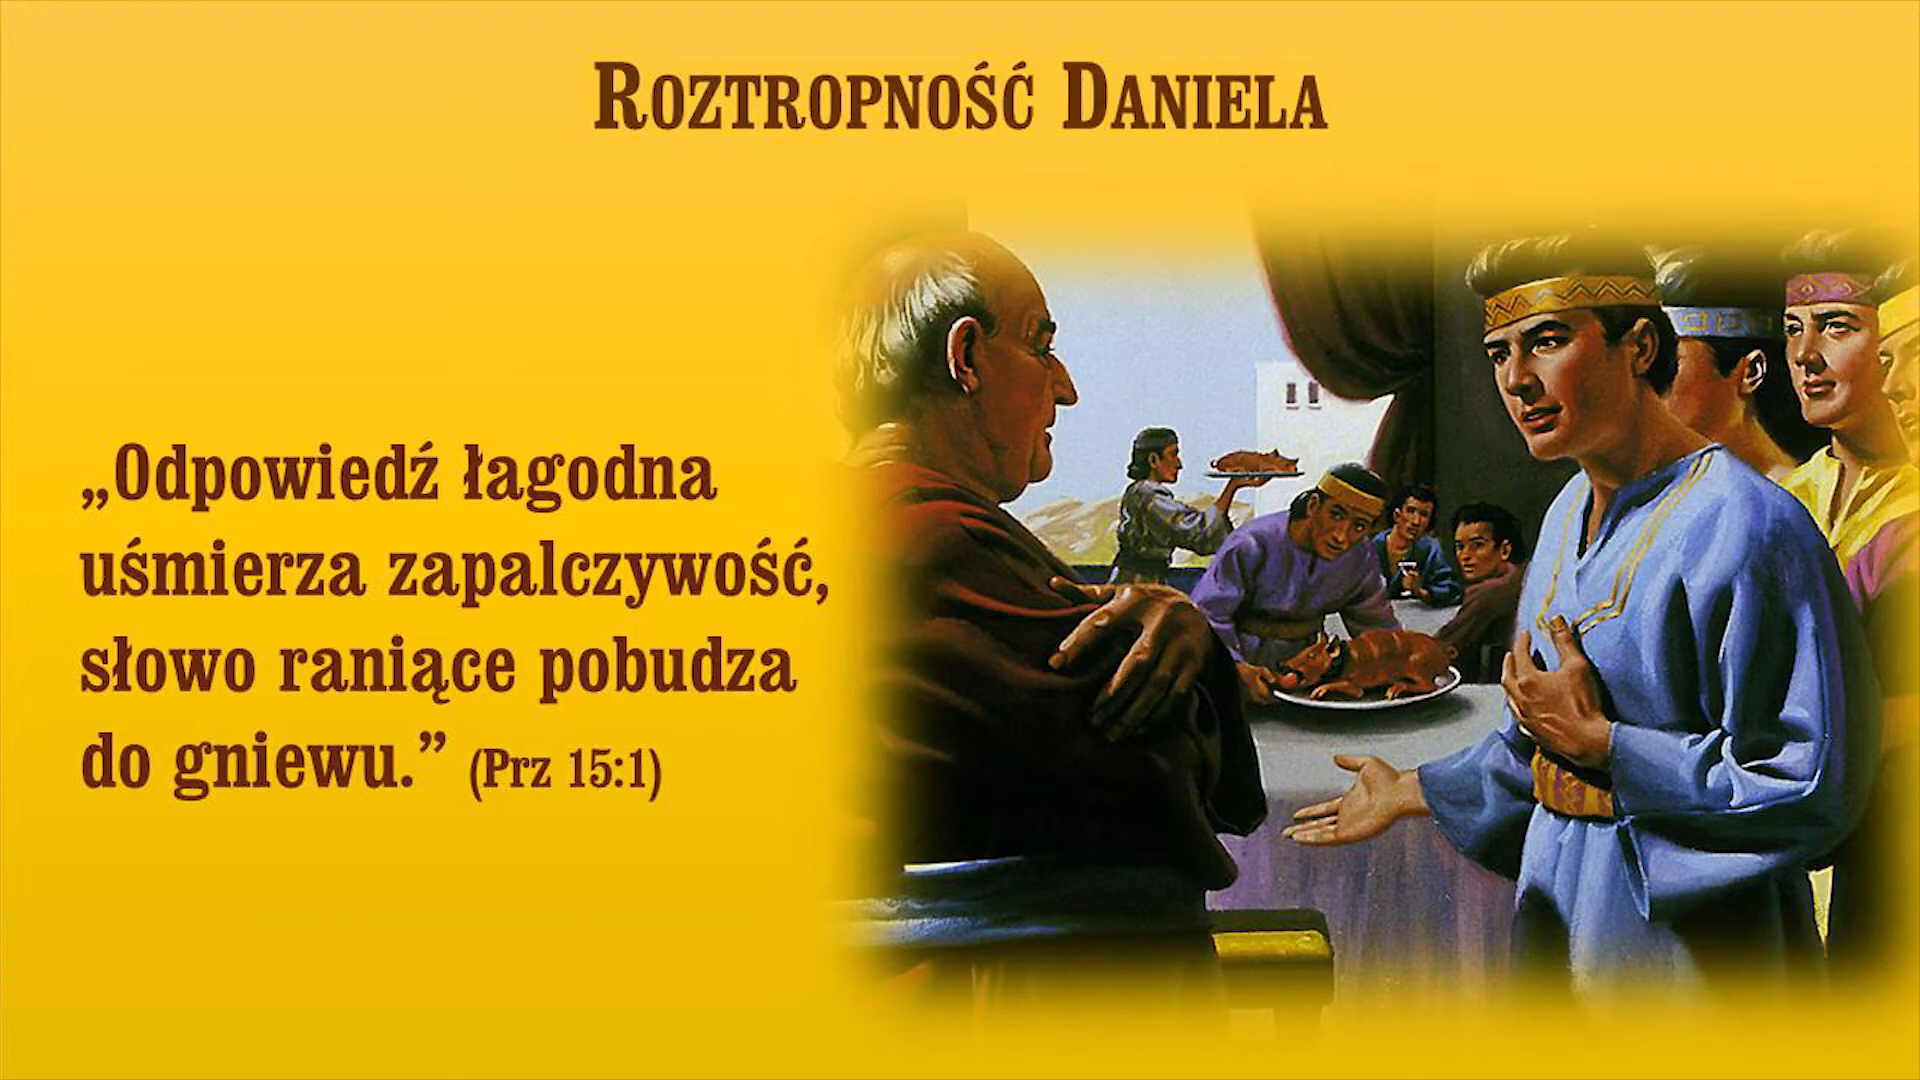 Roztropność Daniela
„Odpowiedź łagodna
uśmierza zapalczywość,
słowo raniące pobudza
do gniewu.” (Prz 15:1)